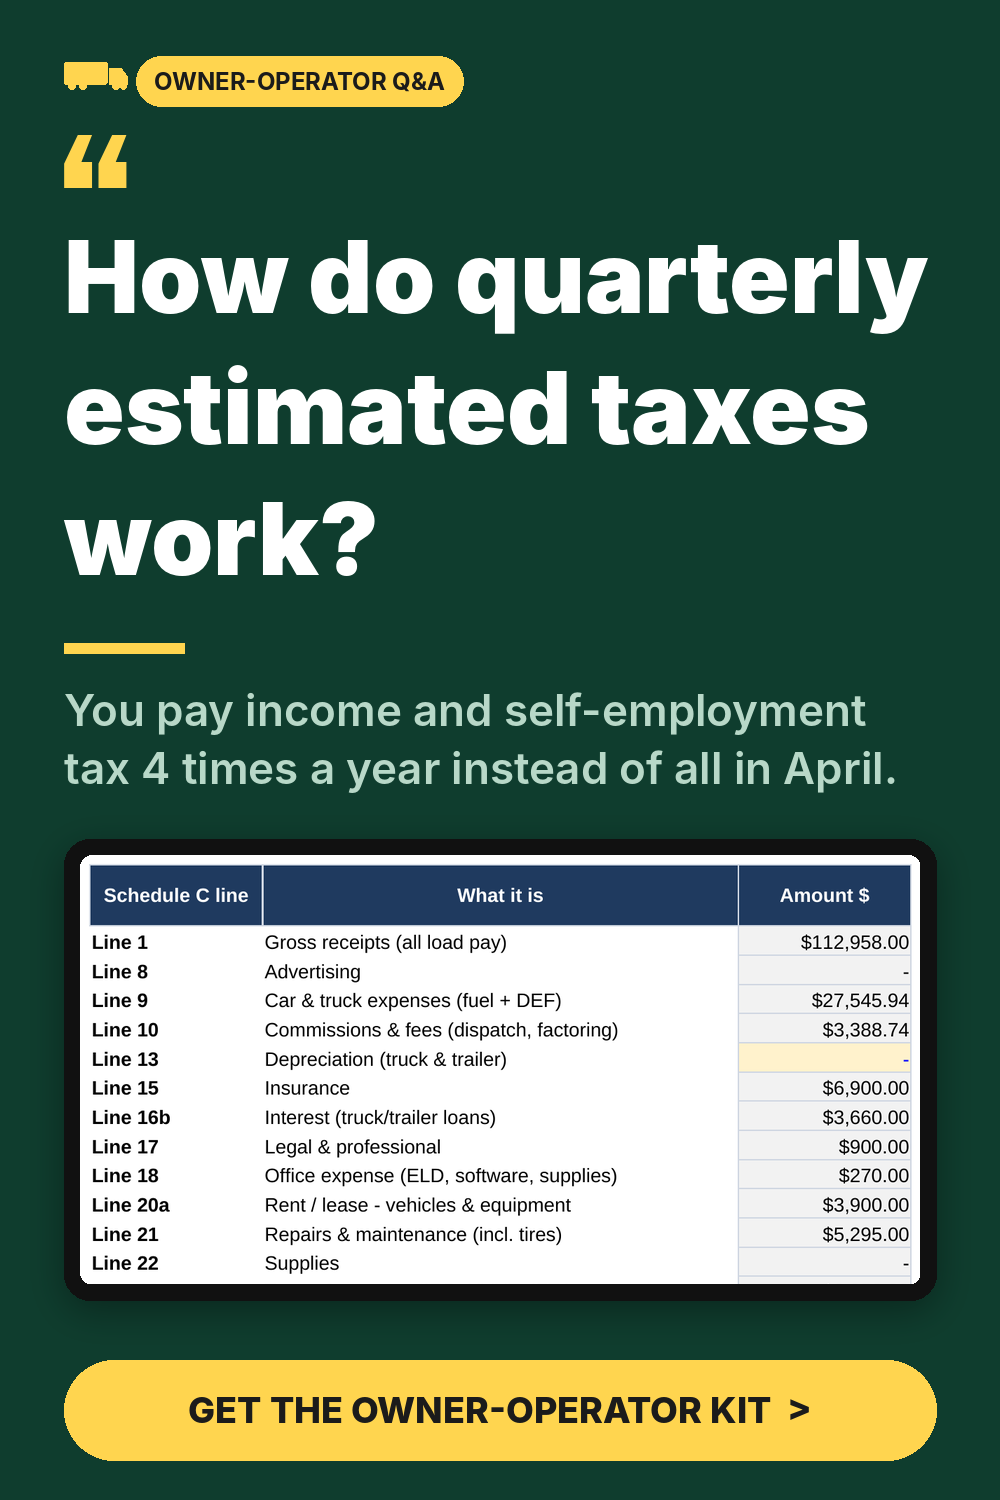 OWNER-OPERATOR Q&A
“
How do quarterly
estimated taxes
work?
You pay income and self-employment
tax 4 times a year instead of all in April.
Schedule C line What it is Amount $
Line 1 Gross receipts (all load pay) $112,958.00
Line 8 Advertising -
Line 9 Car & truck expenses (fuel + DEF) $27,545.94
Line 10 Commissions & fees (dispatch, factoring) $3,388.74
Line 13 Depreciation (truck & trailer) -
Line 15 Insurance $6,900.00
Line 16b Interest (truck/trailer loans) $3,660.00
Line 17 Legal & professional $900.00
Line 18 Office expense (ELD, software, supplies) $270.00
Line 20a Rent / lease - vehicles & equipment $3,900.00
Line 21 Repairs & maintenance (incl. tires) $5,295.00
Line 22 Supplies -
GET THE OWNER-OPERATOR KIT >